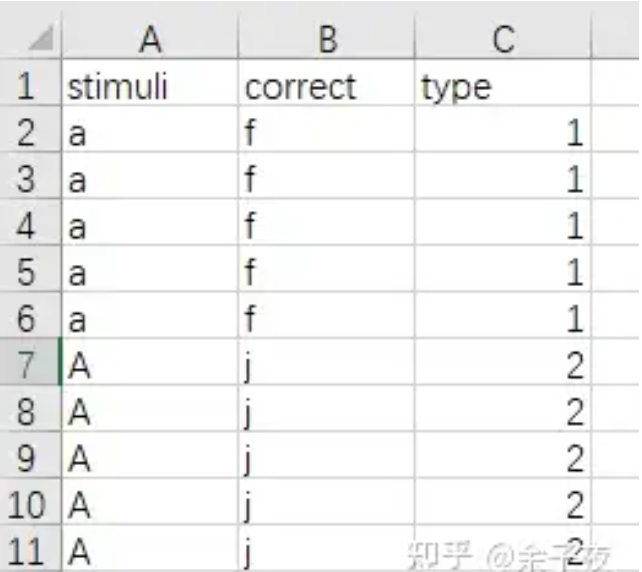 A B C
1 stimuli correct type
2 a f 1
3 a f 1
4 a f 1
5 a f 1
6 a f 1
7 A j 2
8 A j 2
9 A j 2
10 A j 2
11 A j 2
知乎 @余子夜